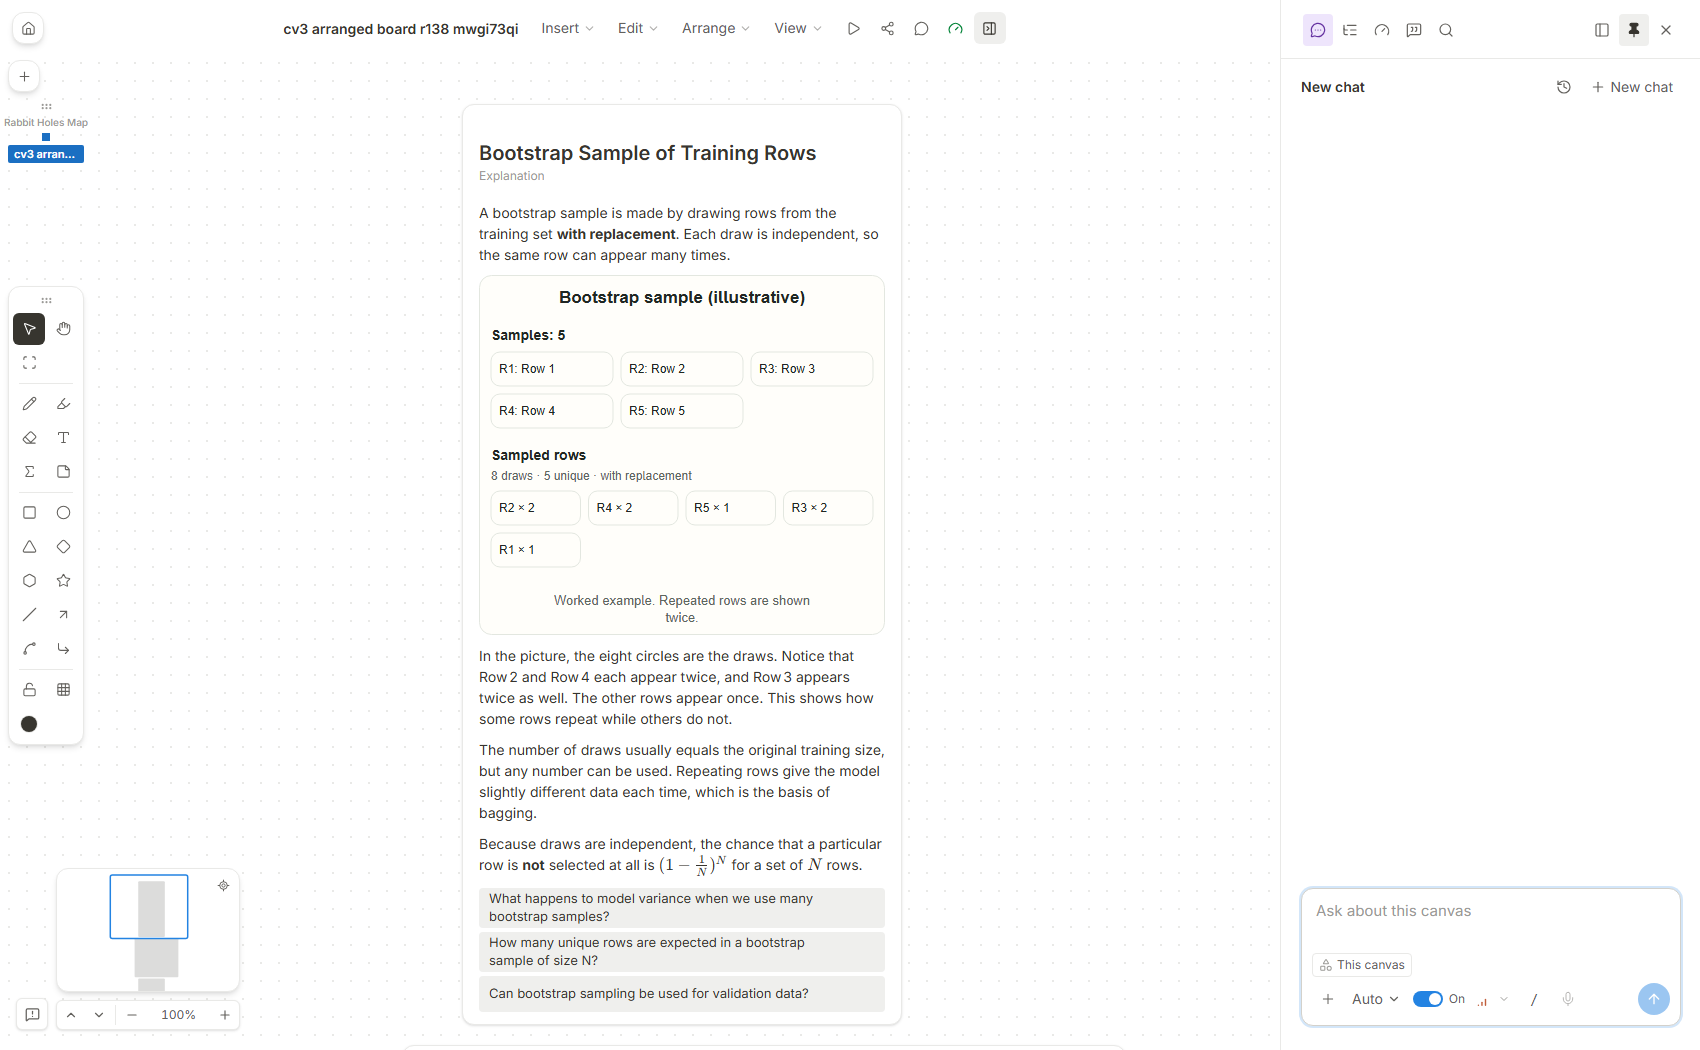 cv3 arranged board r138 mwgi73qi
Insert
Edit
Arrange
View
Rabbit Holes Map
cv3 arran...
Bootstrap Sample of Training Rows
Explanation
A bootstrap sample is made by drawing rows from the
training set with replacement. Each draw is independent, so
the same row can appear many times.
Bootstrap sample (illustrative)
Samples: 5
R1: Row 1
R2: Row 2
R3: Row 3
R4: Row 4
R5: Row 5
Sampled rows
8 draws · 5 unique · with replacement
R2 × 2
R4 × 2
R5 × 1
R3 × 2
R1 × 1
Worked example. Repeated rows are shown
twice.
In the picture, the eight circles are the draws. Notice that
Row 2 and Row 4 each appear twice, and Row 3 appears
twice as well. The other rows appear once. This shows how
some rows repeat while others do not.
The number of draws usually equals the original training size,
but any number can be used. Repeating rows give the model
slightly different data each time, which is the basis of
bagging.
Because draws are independent, the chance that a particular
row is not selected at all is (1 − 1/N)^N for a set of N rows.
What happens to model variance when we use many
bootstrap samples?
How many unique rows are expected in a bootstrap
sample of size N?
Can bootstrap sampling be used for validation data?
100%
New chat
New chat
Ask about this canvas
This canvas
Auto
On
/